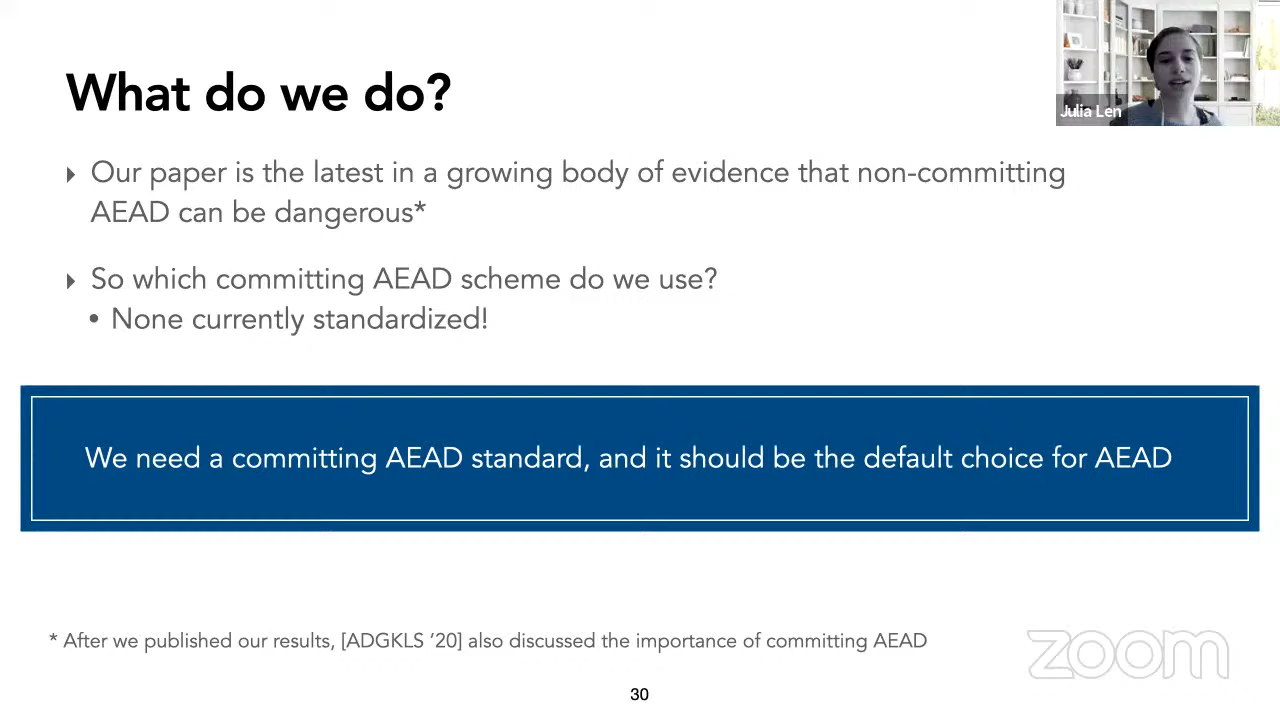 Julia Len
What do we do?
Our paper is the latest in a growing body of evidence that non-committing
AEAD can be dangerous*
So which committing AEAD scheme do we use?
• None currently standardized!
We need a committing AEAD standard, and it should be the default choice for AEAD
* After we published our results, [ADGKLS ’20] also discussed the importance of committing AEAD
zoom
30